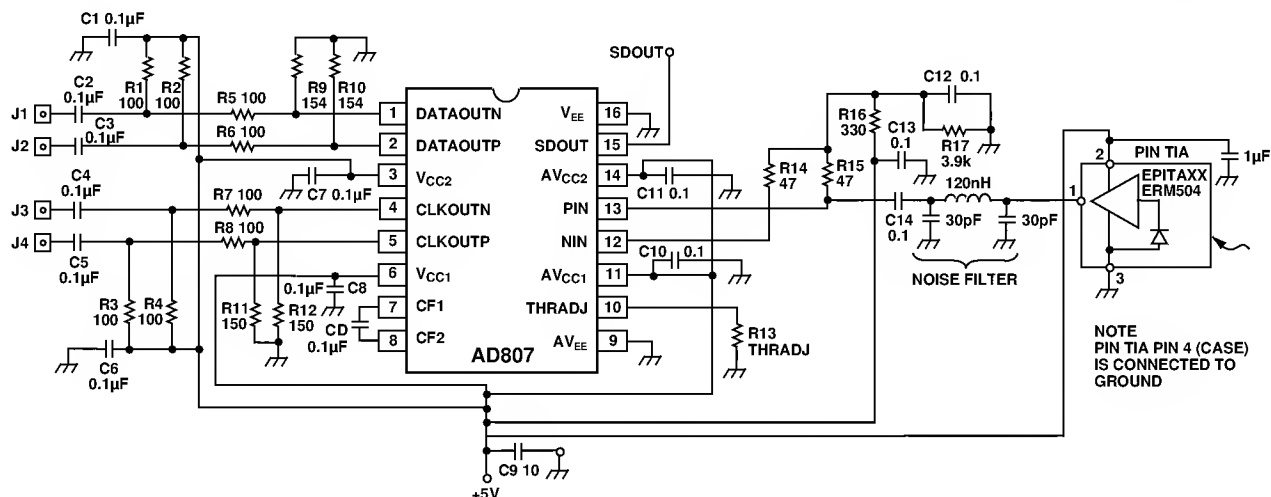 C1 0.1µF
C2
0.1µF
C3
0.1µF
R1
100
R2
100
R5 100
R6 100
R9
154
R10
154
J1
J2
C4
0.1µF
C7 0.1µF
R7 100
R8 100
J3
J4
C5
0.1µF
R3
100
R4
100
C6
0.1µF
R11
150
R12
150
0.1µF C8
CD
0.1µF
1 DATAOUTN
2 DATAOUTP
3 VCC2
4 CLKOUTN
5 CLKOUTP
6 VCC1
7 CF1
8 CF2
VEE 16
SDOUT 15
AVCC2 14
PIN 13
NIN 12
AVCC1 11
THRADJ 10
AVEE 9
AD807
SDOUT
C11 0.1
C10 0.1
R13
THRADJ
R14
47
R15
47
R16
330
C12 0.1
C13
0.1
R17
3.9k
C14
0.1
120nH
30pF
30pF
NOISE FILTER
2
PIN TIA
1µF
1
EPITAXX
ERM504
3
NOTE
PIN TIA PIN 4 (CASE)
IS CONNECTED TO
GROUND
C9 10
+5V